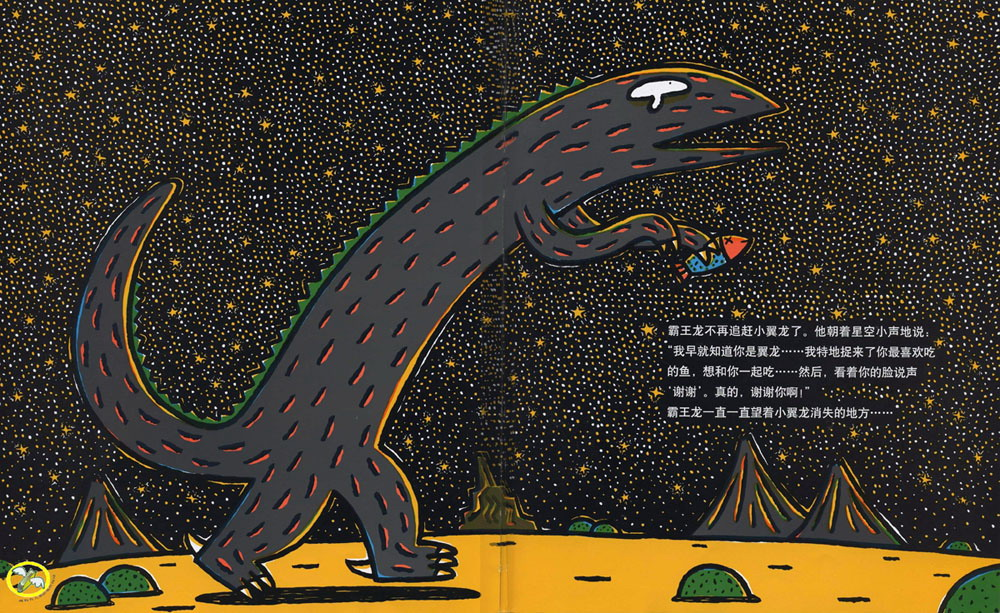 霸王龙不再追赶小翼龙了。他朝着星空小声地说：
“我早就知道你是翼龙……我特地捉来了你最喜欢吃
的鱼，想和你一起吃……然后，看着你的脸说声
‘谢谢’。真的，谢谢你啊！”
霸王龙一直一直望着小翼龙消失的地方……